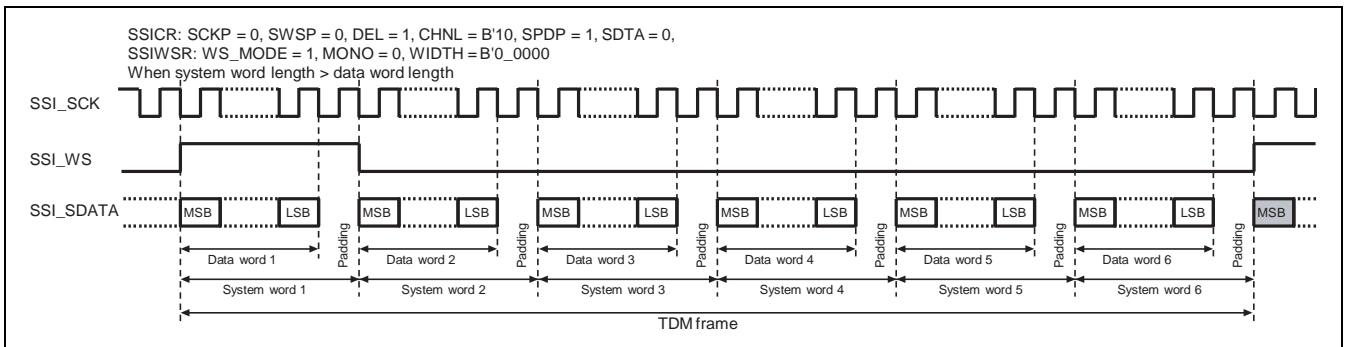 SSICR: SCKP = 0, SWSP = 0, DEL = 1, CHNL = B'10, SPDP = 1, SDTA = 0,
SSIWSR: WS_MODE = 1, MONO = 0, WIDTH = B'0_0000
When system word length > data word length
SSI_SCK
SSI_WS
SSI_SDATA
MSB LSB MSB LSB MSB LSB MSB LSB MSB LSB MSB LSB MSB
Padding Padding Padding Padding Padding Padding
Data word 1 Data word 2 Data word 3 Data word 4 Data word 5 Data word 6
System word 1 System word 2 System word 3 System word 4 System word 5 System word 6
TDM frame